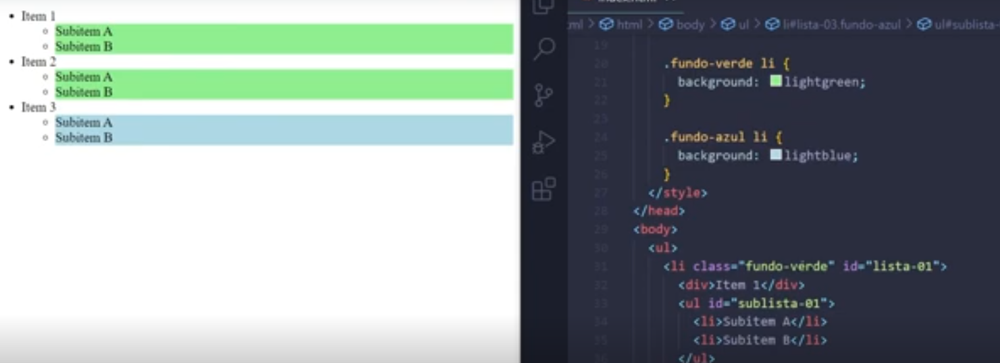 Item 1
Subitem A
Subitem B
Item 2
Subitem A
Subitem B
Item 3
Subitem A
Subitem B
ml > html > body > ul > li#lista-03.fundo-azul > ul#sublista-
19
20 .fundo-verde li {
21 background: lightgreen;
22 }
23
24 .fundo-azul li {
25 background: lightblue;
26 }
27 </style>
28 </head>
29 <body>
30 <ul>
31 <li class="fundo-verde" id="lista-01">
32 <div>Item 1</div>
33 <ul id="sublista-01">
34 <li>Subitem A</li>
35 <li>Subitem B</li>
36 </ul>